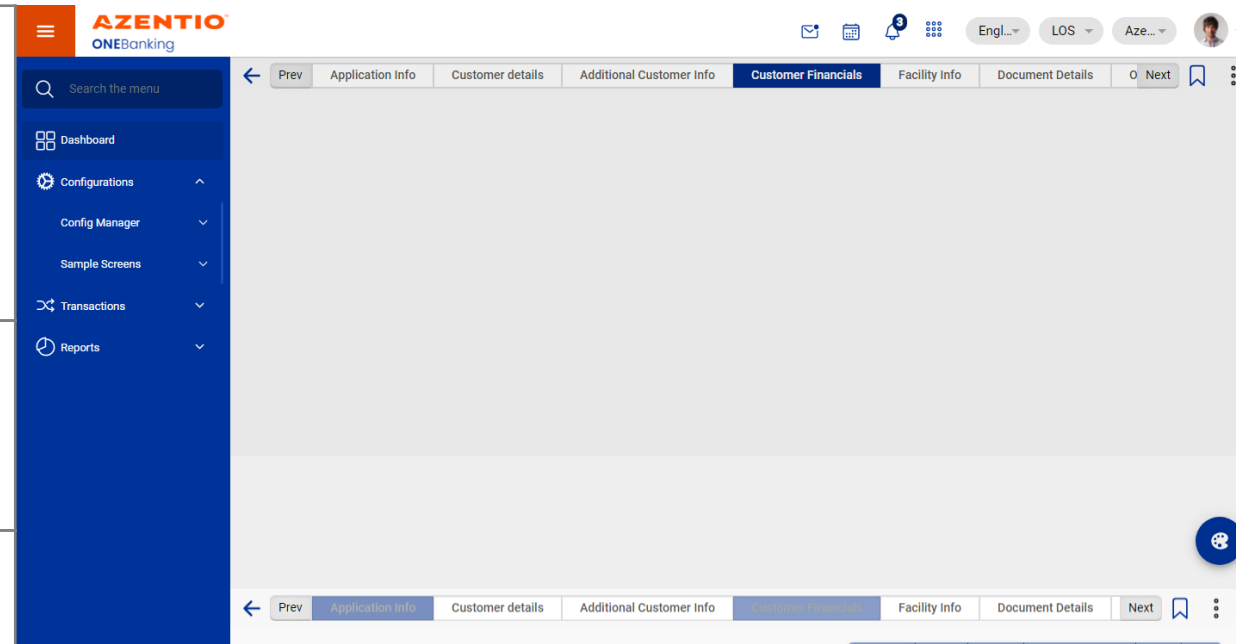 AZENTIO
ONEBanking
3
Engl...
LOS
Aze...
Search the menu
Prev Application Info Customer details Additional Customer Info Customer Financials Facility Info Document Details O Next
Dashboard
Configurations
Config Manager
Sample Screens
Transactions
Reports
Prev Application Info Customer details Additional Customer Info Customer Financials Facility Info Document Details Next